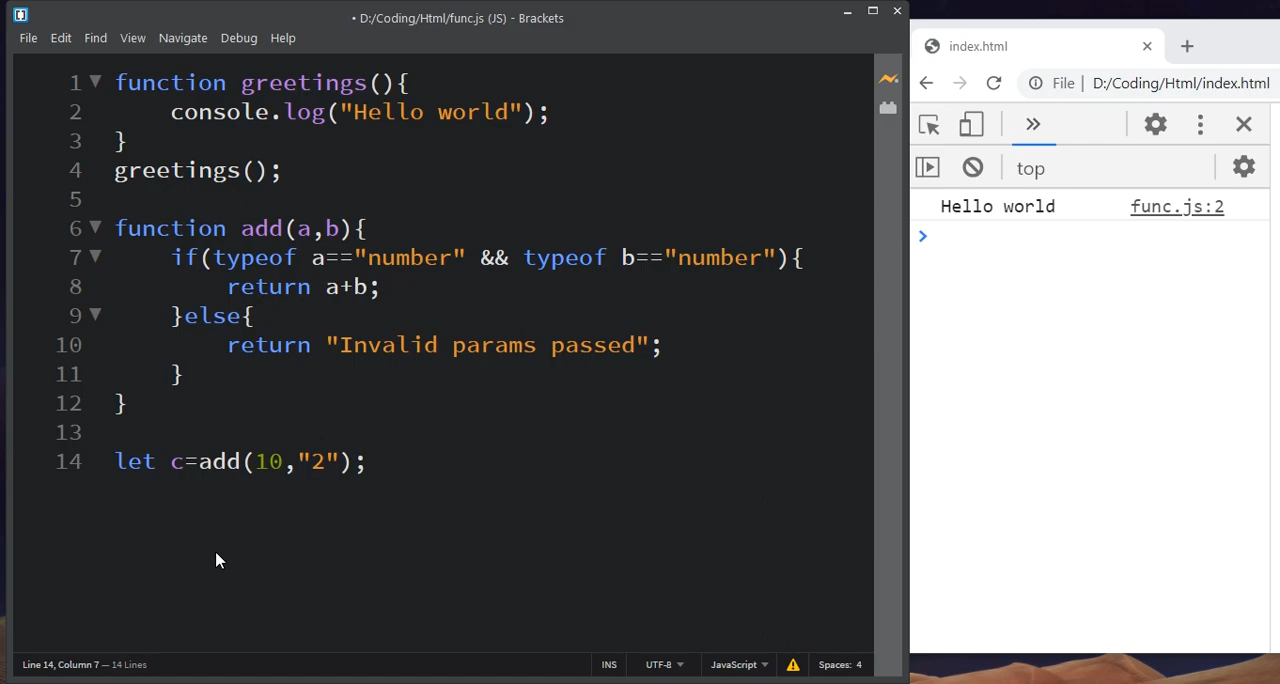 • D:/Coding/Html/func.js (JS) - Brackets
File Edit Find View Navigate Debug Help
1 function greetings(){
2 console.log("Hello world");
3 }
4 greetings();
5
6 function add(a,b){
7 if(typeof a=="number" && typeof b=="number"){
8 return a+b;
9 }else{
10 return "Invalid params passed";
11 }
12 }
13
14 let c=add(10,"2");
Line 14, Column 7 — 14 Lines
INS UTF-8 JavaScript Spaces: 4
index.html
File | D:/Coding/Html/index.html
top
Hello world func.js:2